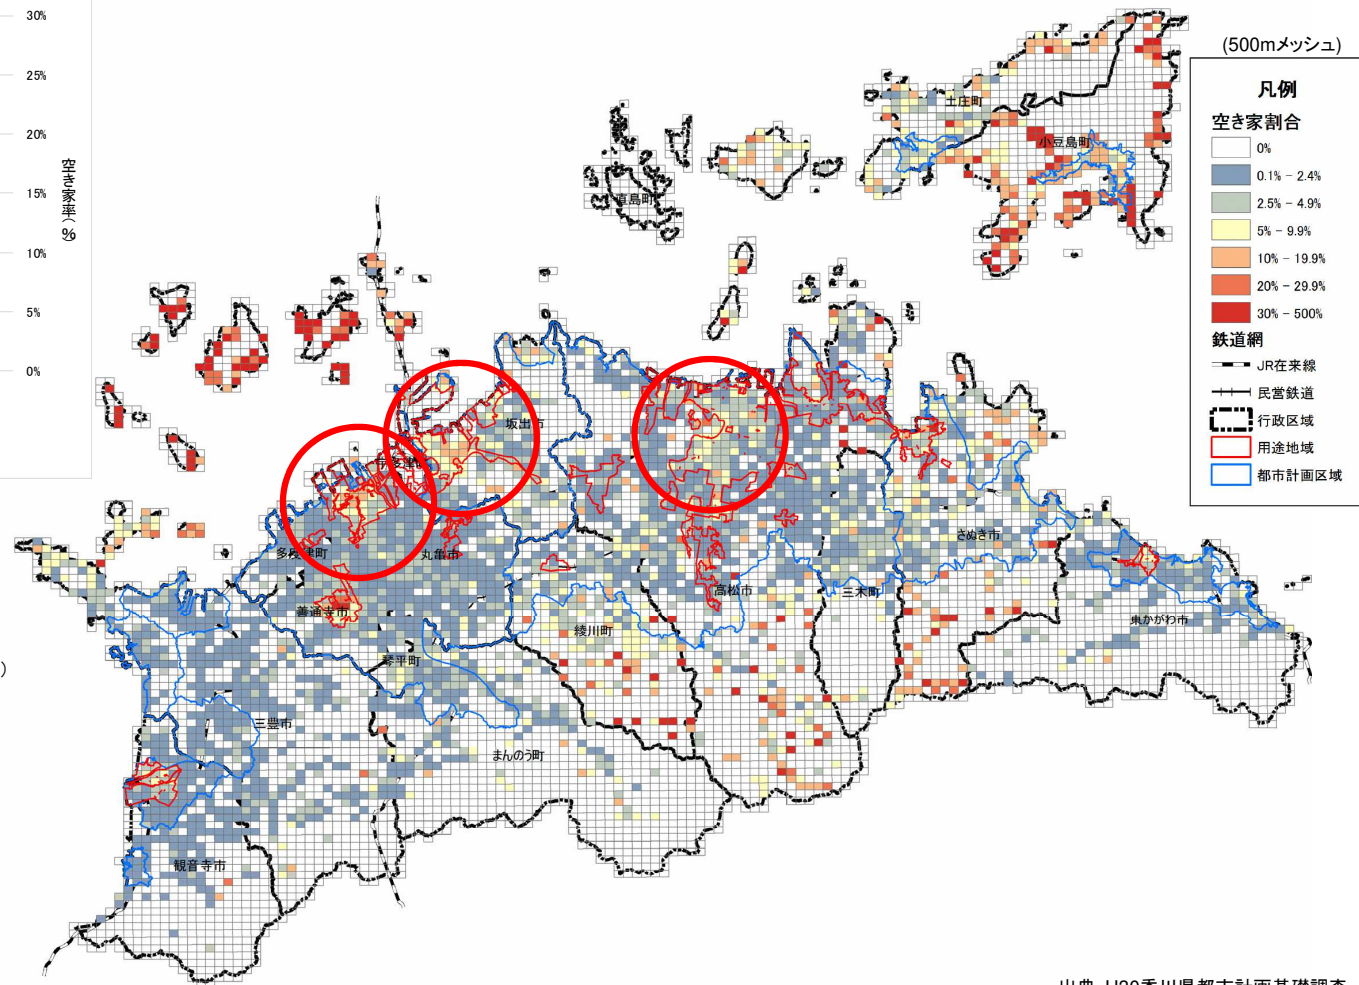 30%
25%
20%
15%
10%
5%
0%
空き家率(%)
)
(500mメッシュ)
凡例
空き家割合
0%
0.1% - 2.4%
2.5% - 4.9%
5% - 9.9%
10% - 19.9%
20% - 29.9%
30% - 500%
鉄道網
JR在来線
民営鉄道
行政区域
用途地域
都市計画区域
土庄町
小豆島町
直島町
坂出市
宇多津町
多度津町
丸亀市
善通寺市
さぬき市
高松市
三木町
東かがわ市
綾川町
琴平町
三豊市
まんのう町
観音寺市